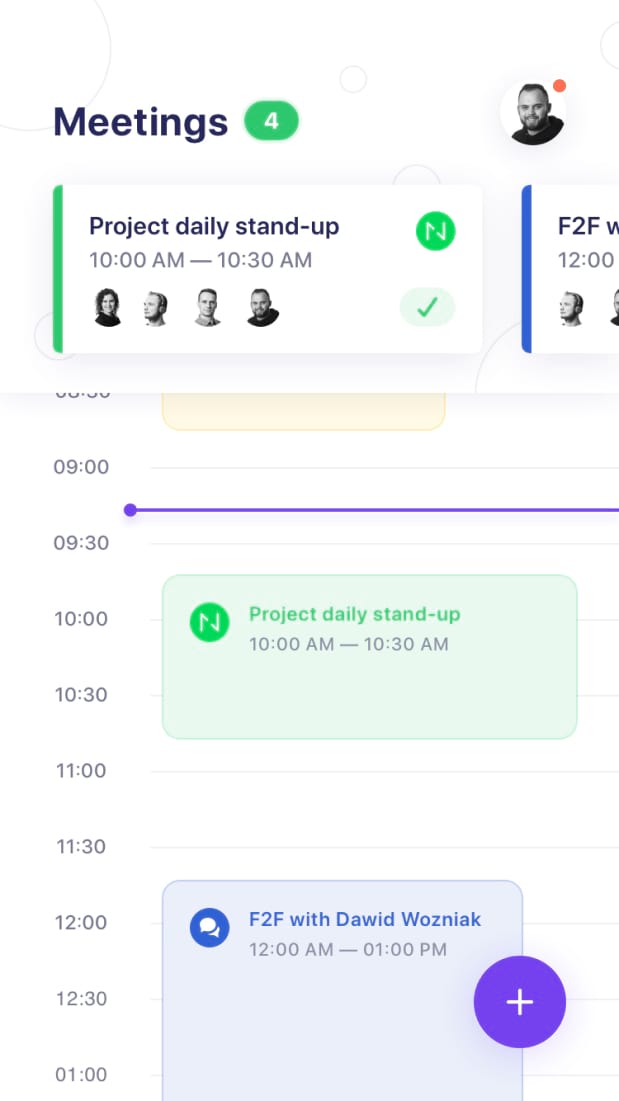 Meetings 4
Project daily stand-up
10:00 AM — 10:30 AM
F2F w
12:00
08:30
09:00
09:30
10:00
Project daily stand-up
10:00 AM — 10:30 AM
10:30
11:00
11:30
12:00
F2F with Dawid Wozniak
12:00 AM — 01:00 PM
12:30
01:00